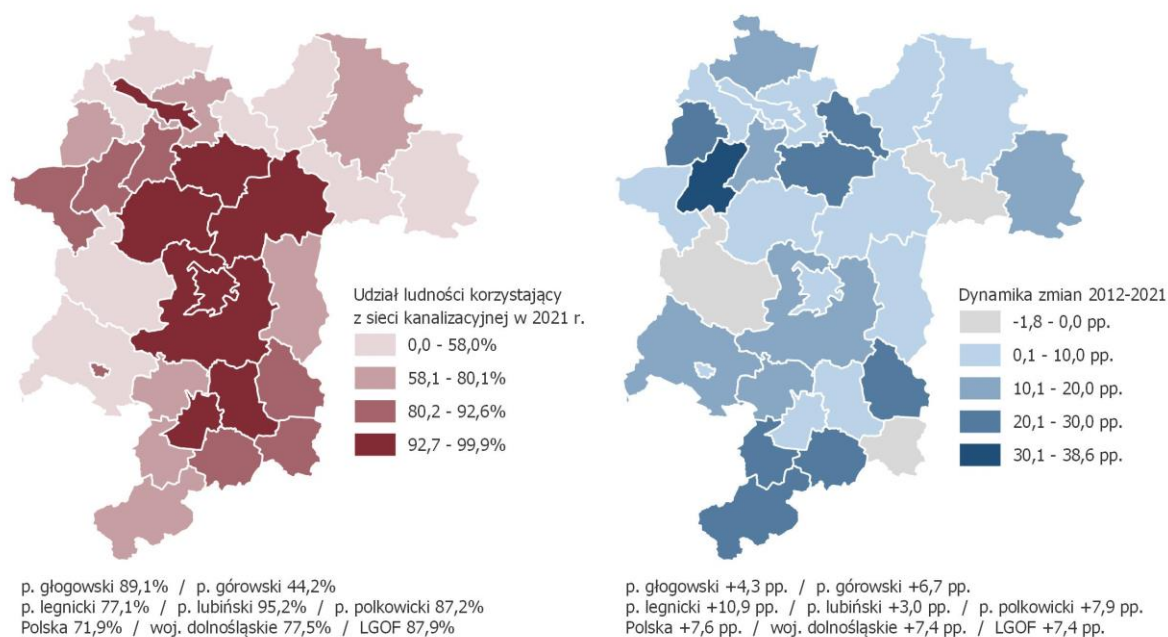 Udział ludności korzystający
z sieci kanalizacyjnej w 2021 r.
0,0 - 58,0%
58,1 - 80,1%
80,2 - 92,6%
92,7 - 99,9%
p. głogowski 89,1% / p. górowski 44,2%
p. legnicki 77,1% / p. lubiński 95,2% / p. polkowicki 87,2%
Polska 71,9% / woj. dolnośląskie 77,5% / LGOF 87,9%
Dynamika zmian 2012-2021
-1,8 - 0,0 pp.
0,1 - 10,0 pp.
10,1 - 20,0 pp.
20,1 - 30,0 pp.
30,1 - 38,6 pp.
p. głogowski +4,3 pp. / p. górowski +6,7 pp.
p. legnicki +10,9 pp. / p. lubiński +3,0 pp. / p. polkowicki +7,9 pp.
Polska +7,6 pp. / woj. dolnośląskie +7,4 pp. / LGOF +7,4 pp.